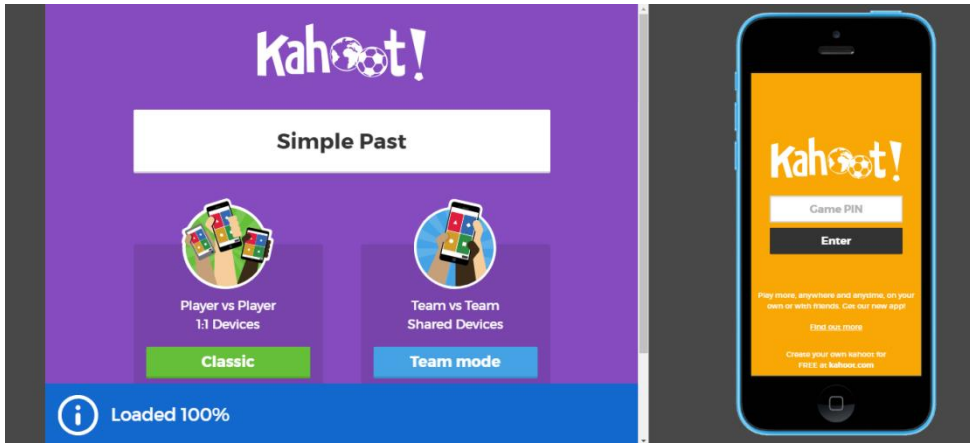 Kahoot!
Simple Past
Player vs Player
1:1 Devices
Classic
Team vs Team
Shared Devices
Team mode
Loaded 100%
Kahoot!
Game PIN
Enter
Play more, anywhere and anytime, on your
own or with friends. Get our new app!
Find out more
Create your own kahoot for
FREE at kahoot.com